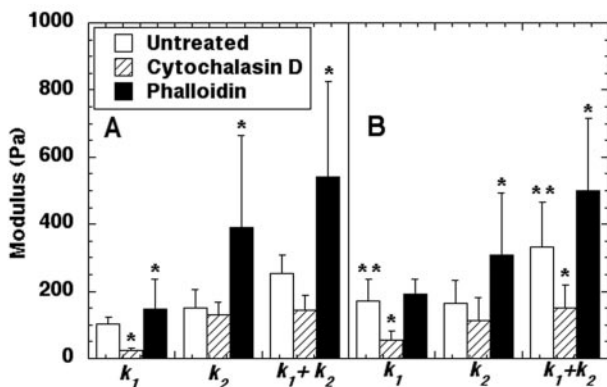 1000
Untreated
Cytochalasin D
Phalloidin
A
B
Modulus (Pa)
800
600
400
200
0
*
*
*
*
**
*
*
**
*
*
k1
k2
k1+ k2
k1
k2
k1+k2